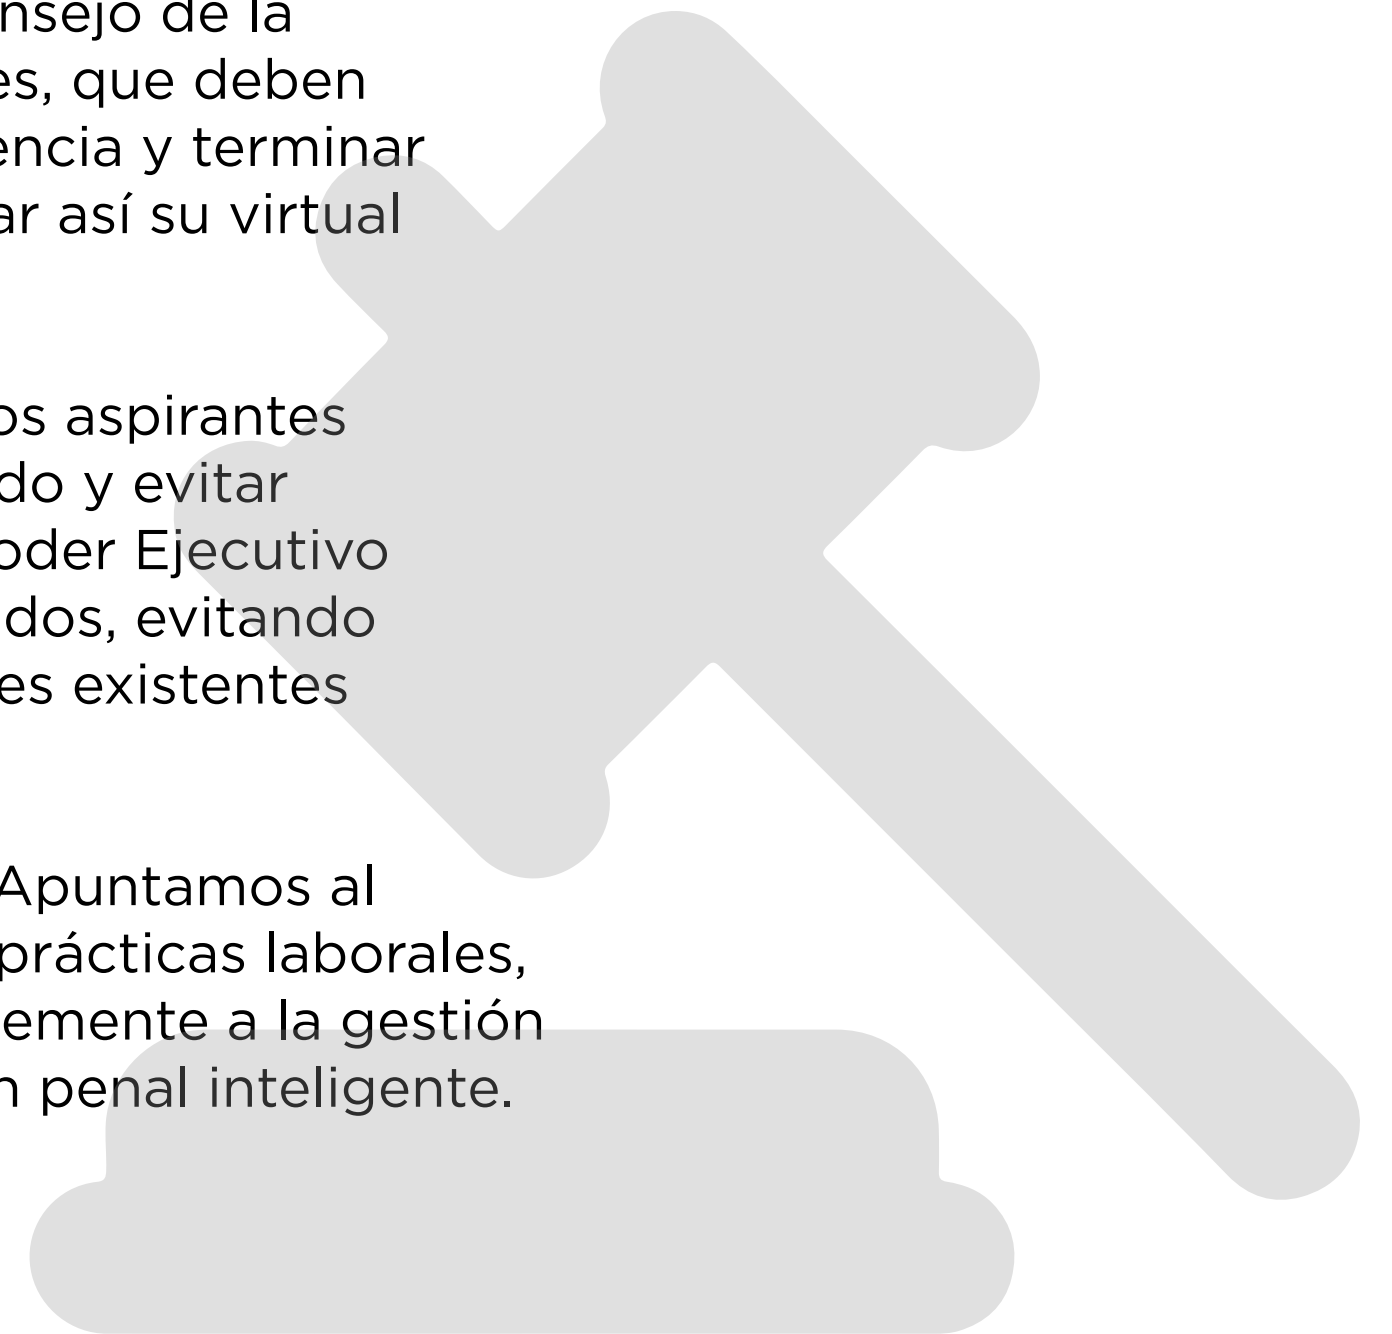 nsejo de la
es, que deben
encia y terminar
ar así su virtual
os aspirantes
do y evitar
oder Ejecutivo
dos, evitando
es existentes
Apuntamos al
prácticas laborales,
emente a la gestión
n penal inteligente.